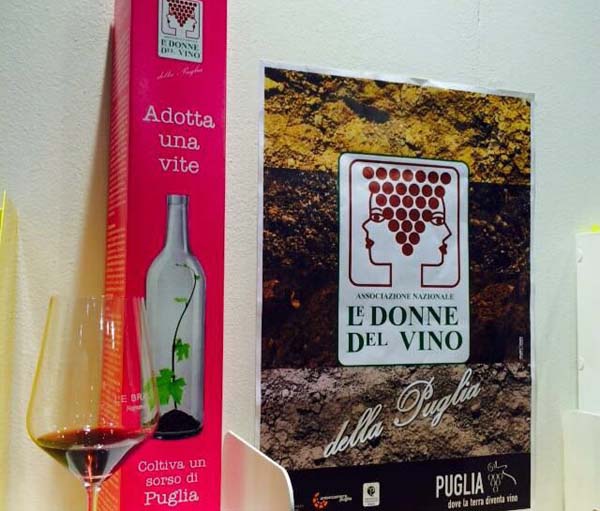 LE DONNE
DEL VINO
della Puglia
Adotta
una
vite
Coltiva un
sorso di
Puglia
ASSOCIAZIONE NAZIONALE
LE DONNE
DEL VINO
della Puglia
PUGLIA
dove la terra diventa vino